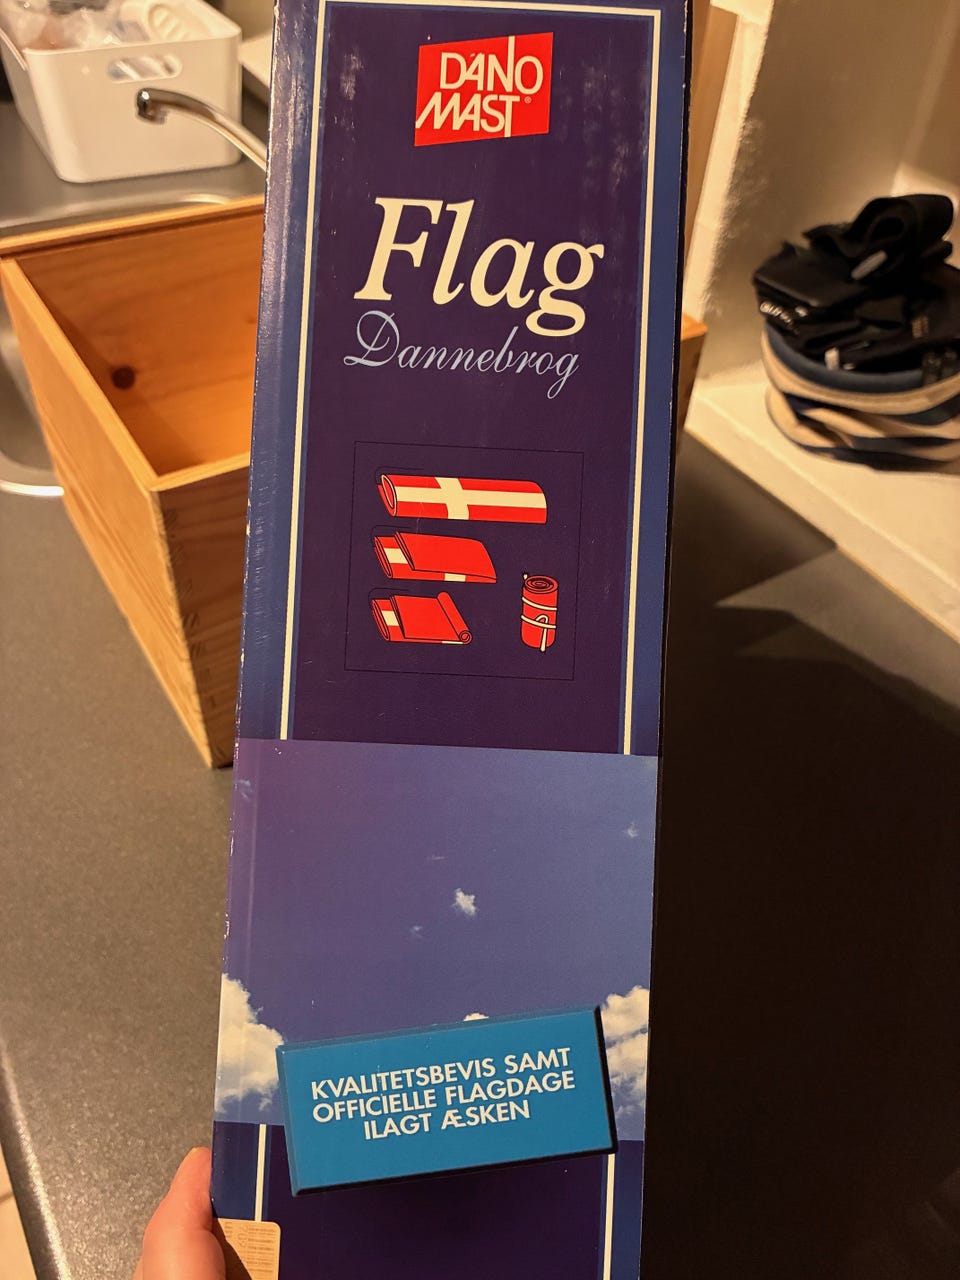 DANO
MAST®
Flag
Dannebrog
KVALITETSBEVIS SAMT
OFFICIELLE FLAGDAGE
ILAGT ÆSKEN